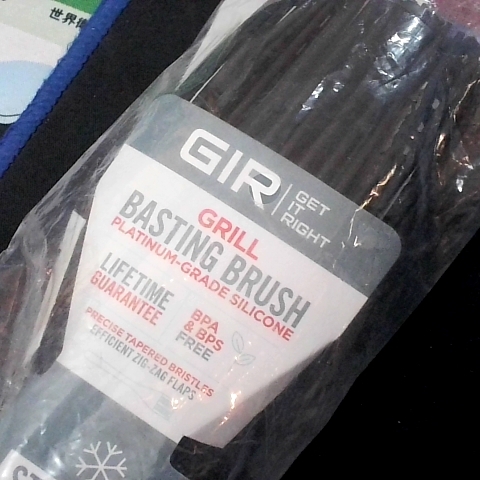 世界
GIR
GET
IT
RIGHT
GRILL
BASTING BRUSH
PLATINUM-GRADE SILICONE
LIFETIME
GUARANTEE
BPA
& BPS
FREE
PRECISE TAPERED BRISTLES
EFFICIENT ZIG-ZAG FLAPS